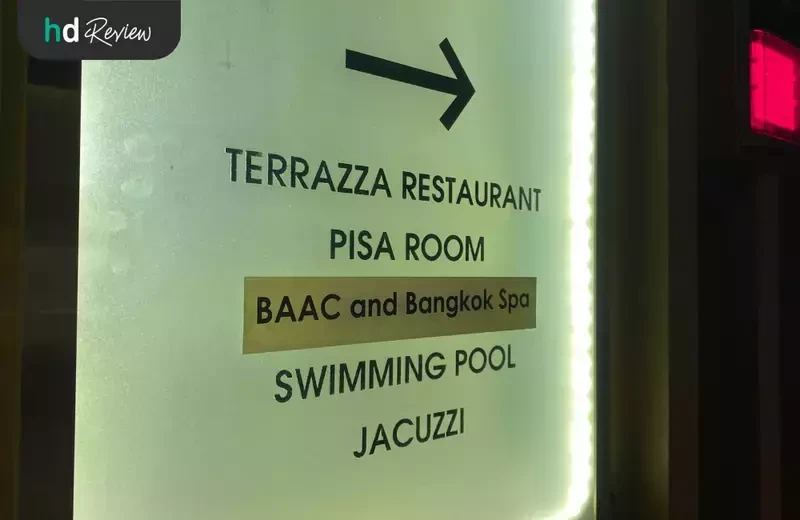 hd Review
TERRAZZA RESTAURANT
PISA ROOM
BAAC and Bangkok Spa
SWIMMING POOL
JACUZZI